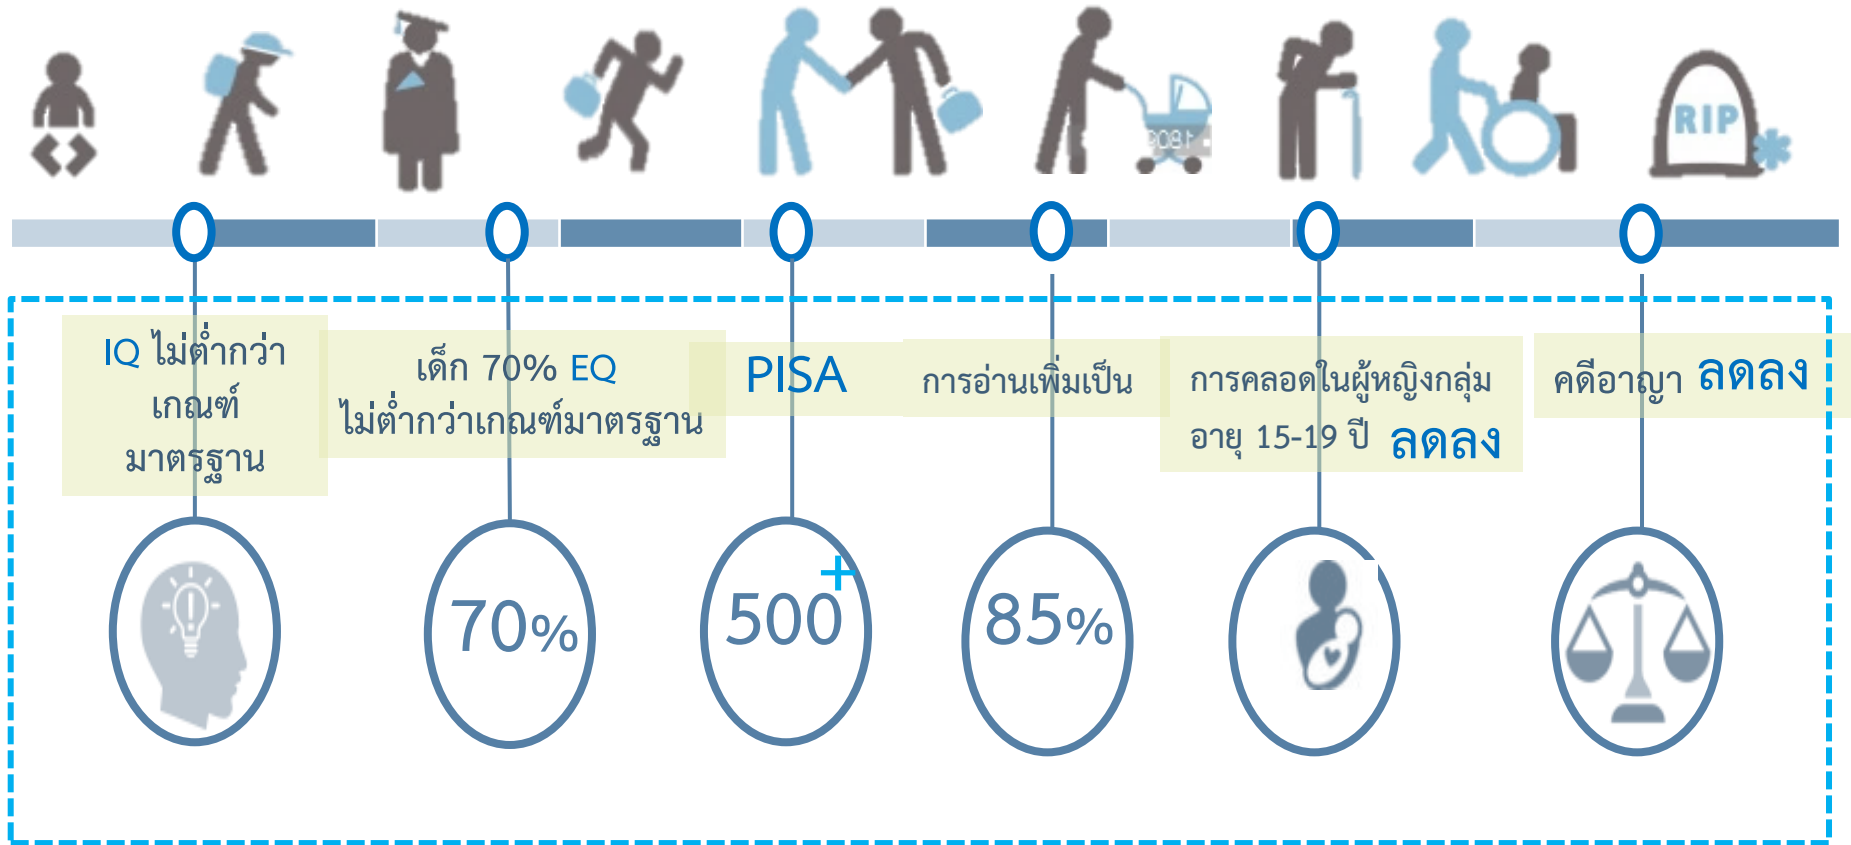 RIP
IQ ไม่ต่ำกว่า
เกณฑ์
มาตรฐาน
เด็ก 70% EQ
ไม่ต่ำกว่าเกณฑ์มาตรฐาน
PISA
การอ่านเพิ่มเป็น
การคลอดในผู้หญิงกลุ่ม
อายุ 15-19 ปี ลดลง
คดีอาญา ลดลง
70%
500+
85%